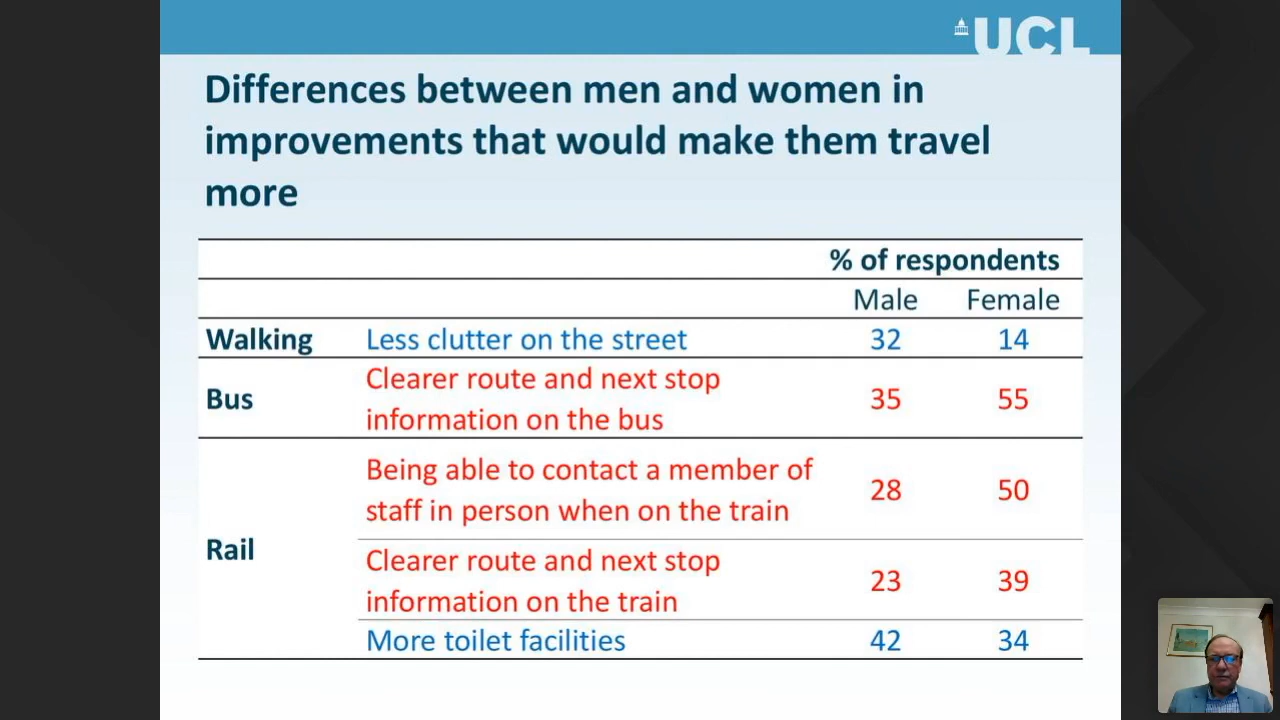 UCL
Differences between men and women in
improvements that would make them travel
more
% of respondents
Male Female
Walking Less clutter on the street 32 14
Bus Clearer route and next stop
information on the bus 35 55
Rail Being able to contact a member of
staff in person when on the train 28 50
Clearer route and next stop
information on the train 23 39
More toilet facilities 42 34